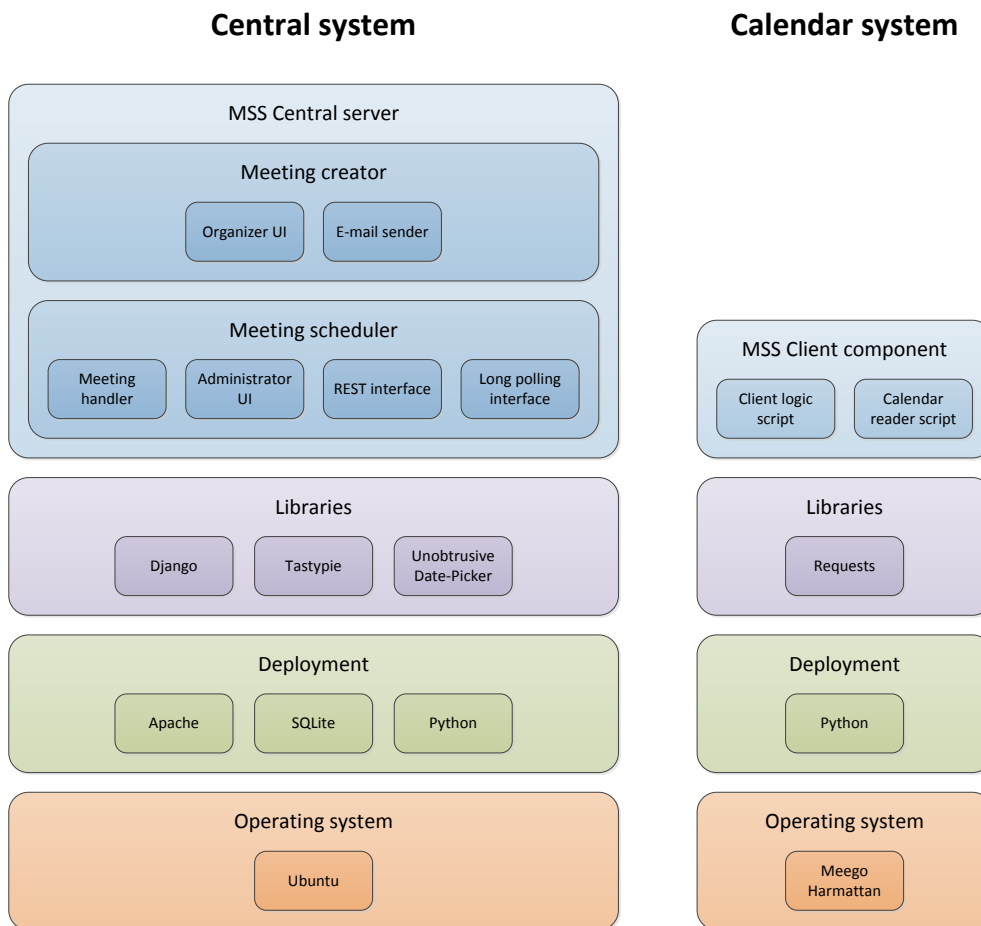 Central system
Calendar system
MSS Central server
Meeting creator
Organizer UI
E-mail sender
Meeting scheduler
Meeting
handler
Administrator
UI
REST interface
Long polling
interface
MSS Client component
Client logic
script
Calendar
reader script
Libraries
Django
Tastypie
Unobtrusive
Date-Picker
Libraries
Requests
Deployment
Apache
SQLite
Python
Deployment
Python
Operating system
Ubuntu
Operating system
Meego
Harmattan